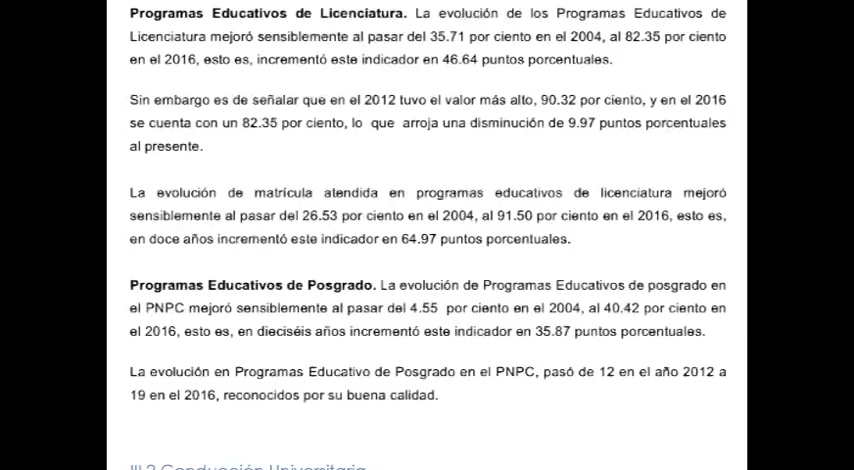 Programas Educativos de Licenciatura. La evolución de los Programas Educativos de
Licenciatura mejoró sensiblemente al pasar del 35.71 por ciento en el 2004, al 82.35 por ciento
en el 2016, esto es, incrementó este indicador en 46.64 puntos porcentuales.
Sin embargo es de señalar que en el 2012 tuvo el valor más alto, 90.32 por ciento, y en el 2016
se cuenta con un 82.35 por ciento, lo que arroja una disminución de 9.97 puntos porcentuales
al presente.
La evolución de matrícula atendida en programas educativos de licenciatura mejoró
sensiblemente al pasar del 26.53 por ciento en el 2004, al 91.50 por ciento en el 2016, esto es,
en doce años incrementó este indicador en 64.97 puntos porcentuales.
Programas Educativos de Posgrado. La evolución de Programas Educativos de posgrado en
el PNPC mejoró sensiblemente al pasar del 4.55 por ciento en el 2004, al 40.42 por ciento en
el 2016, esto es, en dieciséis años incrementó este indicador en 35.87 puntos porcentuales.
La evolución en Programas Educativo de Posgrado en el PNPC, pasó de 12 en el año 2012 a
19 en el 2016, reconocidos por su buena calidad.
III.2 Conducción Universitaria